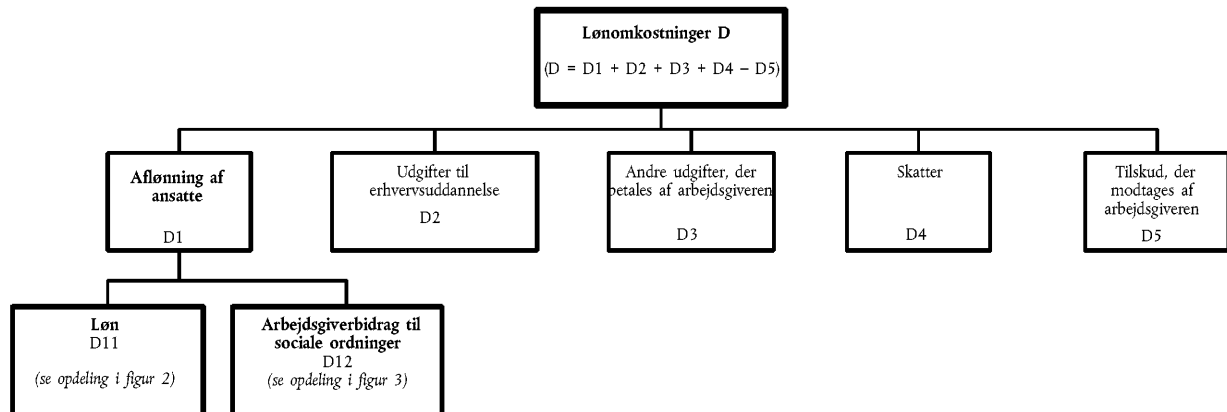 Lønomkostninger D
(D = D1 + D2 + D3 + D4 – D5)
Aflønning af
ansatte
D1
Udgifter til
erhvervsuddannelse
D2
Andre udgifter, der
betales af arbejdsgiveren
D3
Skatter
D4
Tilskud, der
modtages af
arbejdsgiveren
D5
Løn
D11
(se opdeling i figur 2)
Arbejdsgiverbidrag til
sociale ordninger
D12
(se opdeling i figur 3)